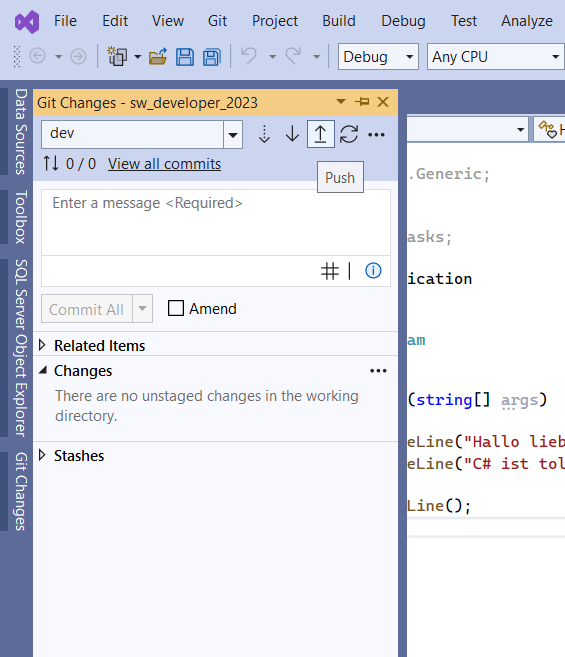 File Edit View Git Project Build Debug Test Analyze
Debug Any CPU
Git Changes - sw_developer_2023
dev
0 / 0 View all commits
Push
Enter a message <Required>
Commit All Amend
Related Items
Changes
There are no unstaged changes in the working
directory.
Stashes
Data Sources
Toolbox
SQL Server Object Explorer
Git Changes
.Generic;
asks;
ication
am
(string[] args)
eLine("Hallo lieb
eLine("C# ist tol
Line();